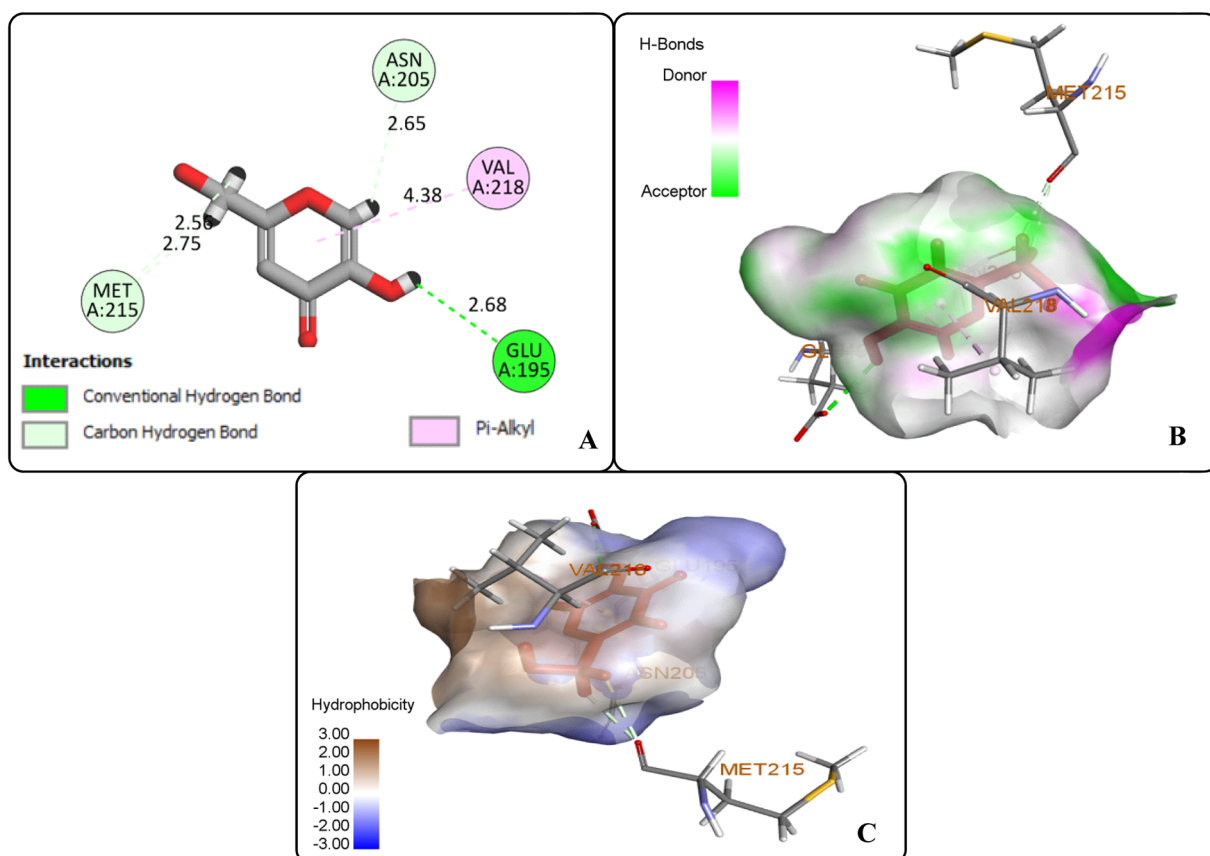 ASN
A:205
2.65
VAL
A:218
4.38
2.56
2.75
MET
A:215
2.68
GLU
A:195
Interactions
Conventional Hydrogen Bond
Carbon Hydrogen Bond
Pi-Alkyl
A
H-Bonds
Donor
Acceptor
MET215
VAL218
B
VAL218
GLU195
ASN205
MET215
Hydrophobicity
3.00
2.00
1.00
0.00
-1.00
-2.00
-3.00
C